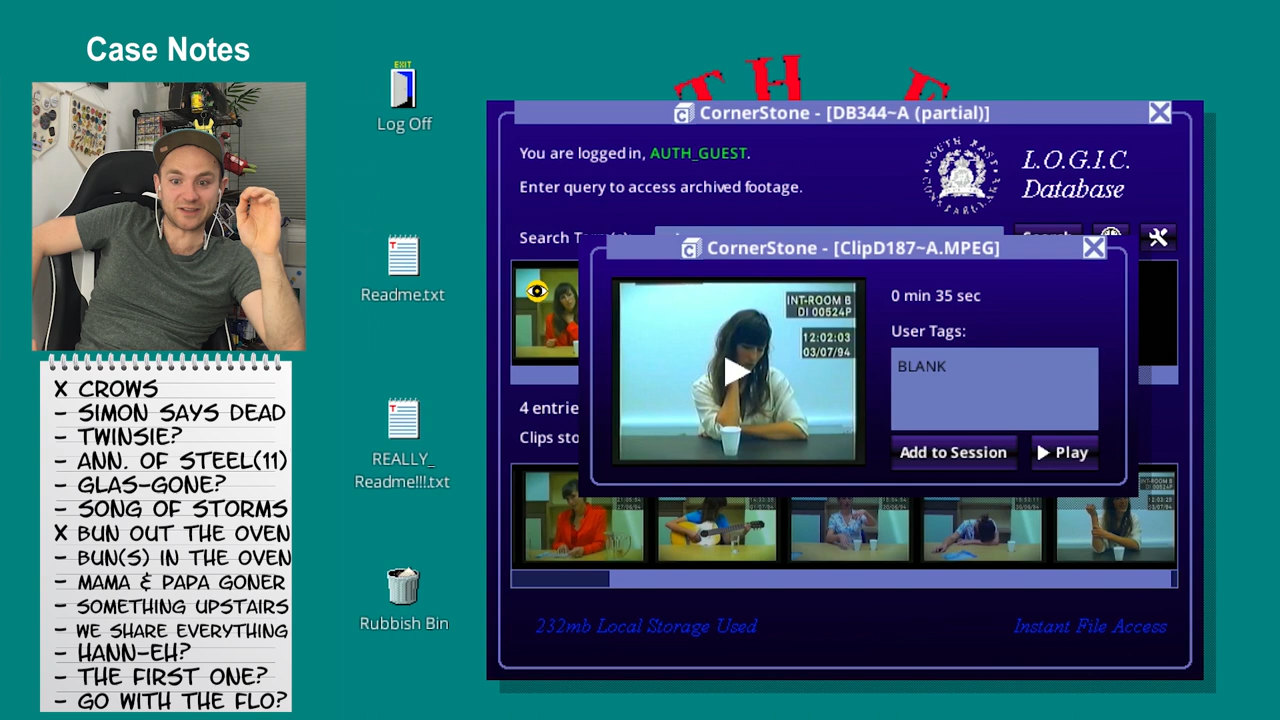 Case Notes
X CROWS
- SIMON SAYS DEAD
- TWINSIE?
- ANN. OF STEEL(11)
- GLAS-GONE?
- SONG OF STORMS
X BUN OUT THE OVEN
- BUN(S) IN THE OVEN
- MAMA & PAPA GONER
- SOMETHING UPSTAIRS
- WE SHARE EVERYTHING
- HANN-EH?
- THE FIRST ONE?
- GO WITH THE FLO?
EXIT
Log Off
Readme.txt
REALLY_
Readme!!!.txt
Rubbish Bin
THE
CornerStone - [DB344~A (partial)]
You are logged in, AUTH_GUEST.
Enter query to access archived footage.
L.O.G.I.C.
Database
Search
CornerStone - [ClipD187~A.MPEG]
INT-ROOM B
DI 00524P
12:02:03
03/07/94
0 min 35 sec
User Tags:
BLANK
Add to Session
Play
4 entrie
Clips sto
232mb Local Storage Used
Instant File Access